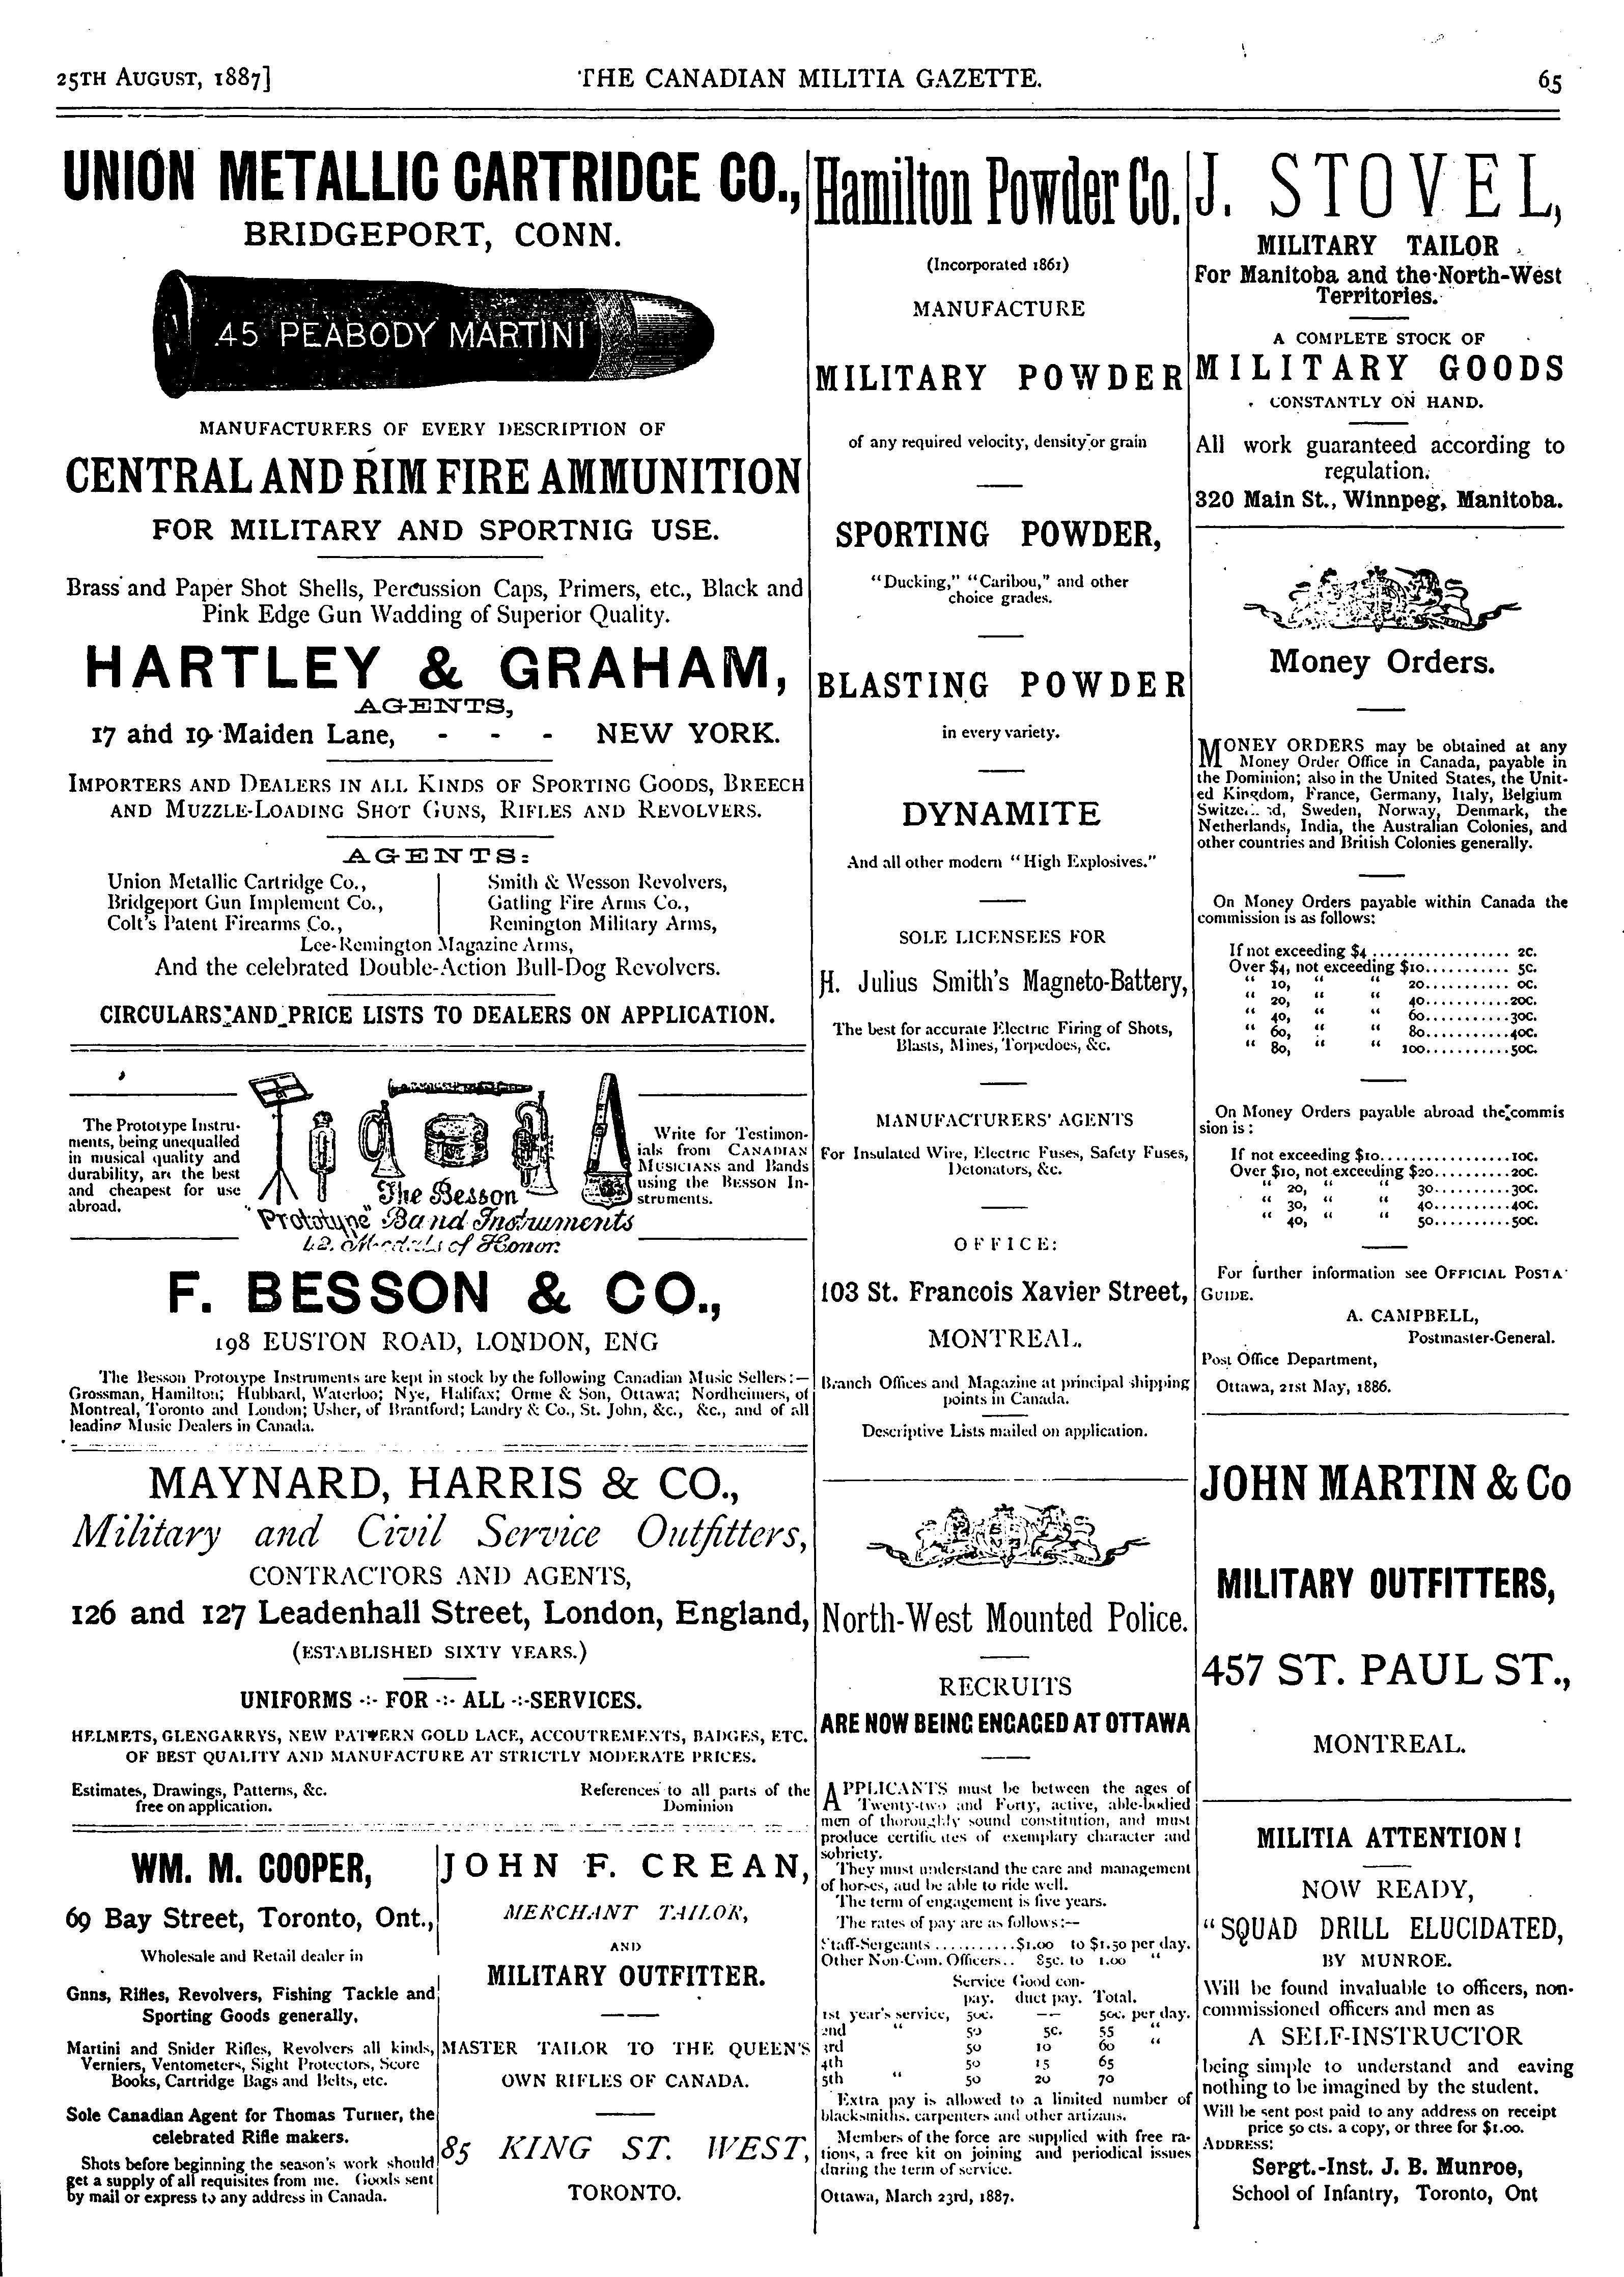 25TH AUGUST, 1887]
THE CANADIAN MILITIA GAZETTE.
65
UNION METALLIC CARTRIDGE CO.,
BRIDGEPORT, CONN.
.45 PEABODY MARTINI
MANUFACTURERS OF EVERY DESCRIPTION OF
CENTRAL AND RIM FIRE AMMUNITION
FOR MILITARY AND SPORTNIG USE.
Brass and Paper Shot Shells, Percussion Caps, Primers, etc., Black and
Pink Edge Gun Wadding of Superior Quality.
HARTLEY & GRAHAM,
AGENTS,
17 and 19 Maiden Lane, - - - NEW YORK.
IMPORTERS AND DEALERS IN ALL KINDS OF SPORTING GOODS, BREECH
AND MUZZLE-LOADING SHOT GUNS, RIFLES AND REVOLVERS.
AGENTS:
Union Metallic Cartridge Co.,
Bridgeport Gun Implement Co.,
Colt's Patent Firearms Co.,
Smith & Wesson Revolvers,
Gatling Fire Arms Co.,
Remington Military Arms,
Lee-Remington Magazine Arms,
And the celebrated Double-Action Bull-Dog Revolvers.
CIRCULARS AND PRICE LISTS TO DEALERS ON APPLICATION.
The Prototype Instru-
ments, being unequalled
in musical quality and
durability, are the best
and cheapest for use
abroad.
The Besson
"Prototype" Band Instruments
42. Medals of Honor.
Write for Testimon-
ials from CANADIAN
MUSICIANS and Bands
using the BESSON In-
struments.
F. BESSON & CO.,
198 EUSTON ROAD, LONDON, ENG
The Besson Prototype Instruments are kept in stock by the following Canadian Music Sellers:—
Grossman, Hamilton; Hubbard, Waterloo; Nye, Halifax; Orme & Son, Ottawa; Nordheimers, of
Montreal, Toronto and London; Usher, of Brantford; Landry & Co., St. John, &c., &c., and of all
leading Music Dealers in Canada.
MAYNARD, HARRIS & CO.,
Military and Civil Service Outfitters,
CONTRACTORS AND AGENTS,
126 and 127 Leadenhall Street, London, England,
(ESTABLISHED SIXTY YEARS.)
UNIFORMS -:- FOR -:- ALL -:-SERVICES.
HELMETS, GLENGARRYS, NEW PATTERN GOLD LACE, ACCOUTREMENTS, BADGES, ETC.
OF BEST QUALITY AND MANUFACTURE AT STRICTLY MODERATE PRICES.
Estimates, Drawings, Patterns, &c.
free on application.
References to all parts of the
Dominion
WM. M. COOPER,
69 Bay Street, Toronto, Ont.,
Wholesale and Retail dealer in
Guns, Rifles, Revolvers, Fishing Tackle and
Sporting Goods generally.
Martini and Snider Rifles, Revolvers all kinds,
Verniers, Ventometers, Sight Protectors, Score
Books, Cartridge Bags and Belts, etc.
Sole Canadian Agent for Thomas Turner, the
celebrated Rifle makers.
Shots before beginning the season's work should
get a supply of all requisites from me. Goods sent
by mail or express to any address in Canada.
JOHN F. CREAN,
MERCHANT TAILOR,
AND
MILITARY OUTFITTER.
MASTER TAILOR TO THE QUEEN'S
OWN RIFLES OF CANADA.
85 KING ST. WEST,
TORONTO.
Hamilton Powder Co.
(Incorporated 1861)
MANUFACTURE
MILITARY POWDER
of any required velocity, density or grain
SPORTING POWDER,
"Ducking," "Caribou," and other
choice grades.
BLASTING POWDER
in every variety.
DYNAMITE
And all other modern "High Explosives."
SOLE LICENSEES FOR
H. Julius Smith's Magneto-Battery,
The best for accurate Electric Firing of Shots,
Blasts, Mines, Torpedoes, &c.
MANUFACTURERS' AGENTS
For Insulated Wire, Electric Fuses, Safety Fuses,
Detonators, &c.
OFFICE:
103 St. Francois Xavier Street,
MONTREAL.
Branch Offices and Magazine at principal shipping
points in Canada.
Descriptive Lists mailed on application.
North-West Mounted Police.
RECRUITS
ARE NOW BEING ENGAGED AT OTTAWA
APPLICANTS must be between the ages of
Twenty-two and Forty, active, able-bodied
men of thoroughly sound constitution, and must
produce certificates of exemplary character and
sobriety.
They must understand the care and management
of horses, aud be able to ride well.
The term of engagement is five years.
The rates of pay are as follows:—
Staff-Sergeants ...........$1.00 to $1.50 per day.
Other Non-Com. Officers.. 85c. to 1.00 "
Service Good con-
pay. duct pay. Total.
1st year's service, 50c. —— 50c. per day.
2nd " 50 5c. 55 "
3rd 50 10 60 "
4th 50 15 65
5th " 50 20 70
Extra pay is allowed to a limited number of
blacksmiths, carpenters and other artizans.
Members of the force are supplied with free ra-
tions, a free kit on joining and periodical issues
during the term of service.
Ottawa, March 23rd, 1887.
J. STOVEL,
MILITARY TAILOR
For Manitoba and the North-West
Territories.
A COMPLETE STOCK OF
MILITARY GOODS
CONSTANTLY ON HAND.
All work guaranteed according to
regulation.
320 Main St., Winnpeg, Manitoba.
Money Orders.
MONEY ORDERS may be obtained at any
Money Order Office in Canada, payable in
the Dominion; also in the United States, the Unit-
ed Kingdom, France, Germany, Italy, Belgium
Sweden, Norway, Denmark, the
Netherlands, India, the Australian Colonies, and
other countries and British Colonies generally.
On Money Orders payable within Canada the
commission is as follows:
If not exceeding $4.................. 2c.
Over $4, not exceeding $10........... 5c.
" 10, " " 20........... 0c.
" 20, " " 40...........20c.
" 40, " " 60...........30c.
" 60, " " 80...........40c.
" 80, " " 100...........50c.
On Money Orders payable abroad the commis
sion is:
If not exceeding $10................10c.
Over $10, not exceeding $20..........20c.
" 20, " " 30..........30c.
" 30, " 40..........40c.
" 40, " " 50..........50c.
For further information see OFFICIAL POSTA
GUIDE.
A. CAMPBELL,
Postmaster-General.
Post Office Department,
Ottawa, 21st May, 1886.
JOHN MARTIN & Co
MILITARY OUTFITTERS,
457 ST. PAUL ST.,
MONTREAL.
MILITIA ATTENTION!
NOW READY,
"SQUAD DRILL ELUCIDATED,
BY MUNROE.
Will be found invaluable to officers, non-
commissioned officers and men as
A SELF-INSTRUCTOR
being simple to understand and eaving
nothing to be imagined by the student.
Will be sent post paid to any address on receipt
price 50 cts. a copy, or three for $1.00.
ADDRESS:
Sergt.-Inst. J. B. Munroe,
School of Infantry, Toronto, Ont